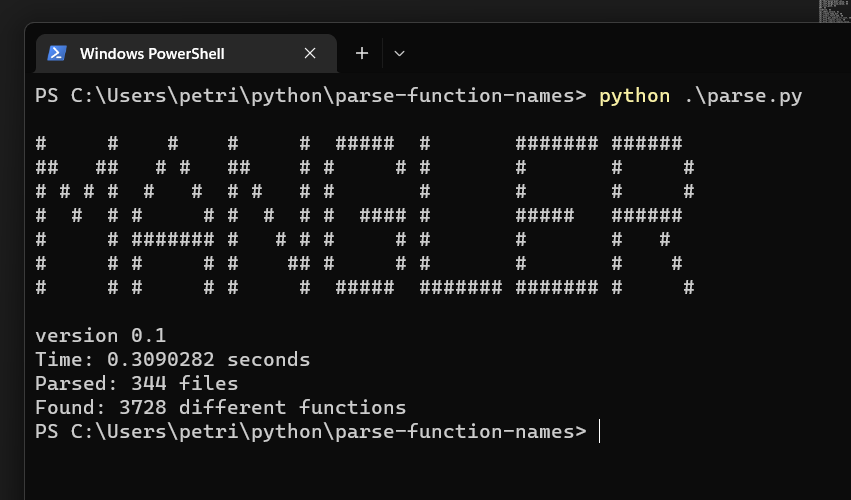 Windows PowerShell
PS C:\Users\petri\python\parse-function-names> python .\parse.py
MANGLER
version 0.1
Time: 0.3090282 seconds
Parsed: 344 files
Found: 3728 different functions
PS C:\Users\petri\python\parse-function-names>